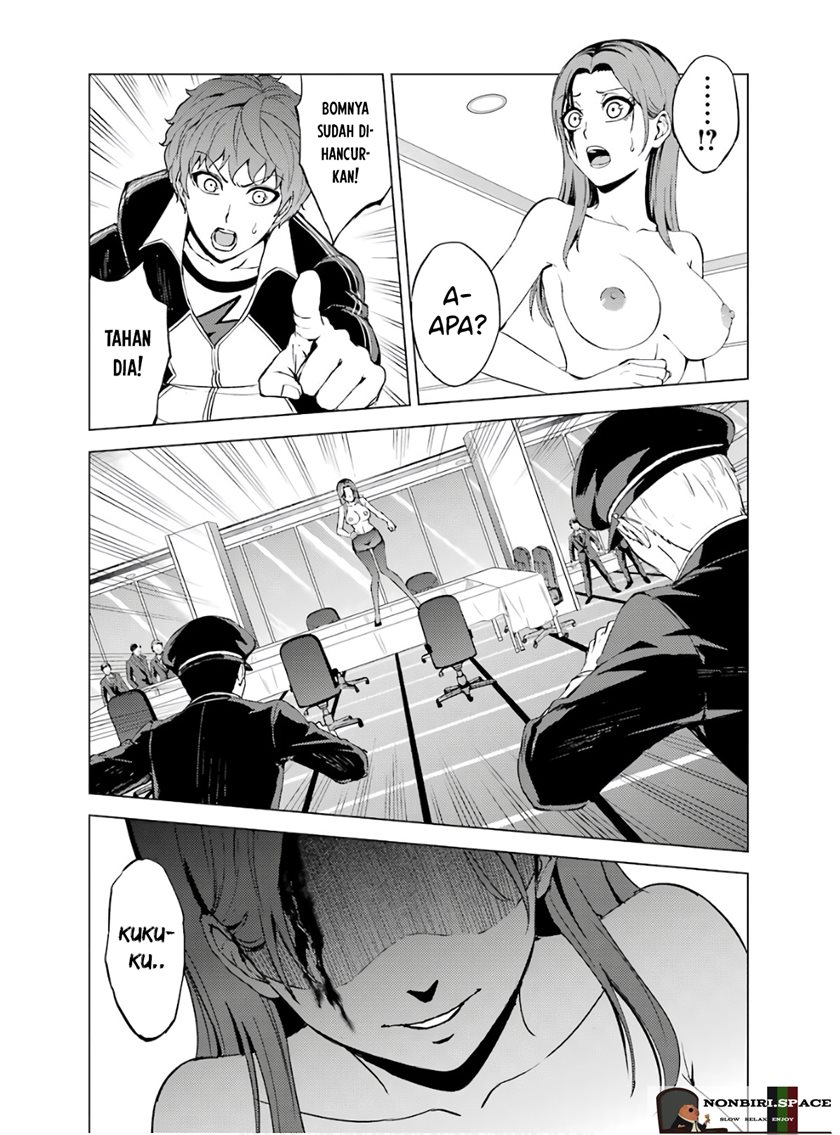 ......!?
A-
APA?
BOMNYA
SUDAH DI-
HANCUR-
KAN!
TAHAN
DIA!
KUKU-
KU..
NONBIRI.SPACE
SLOW RELAX ENJOY